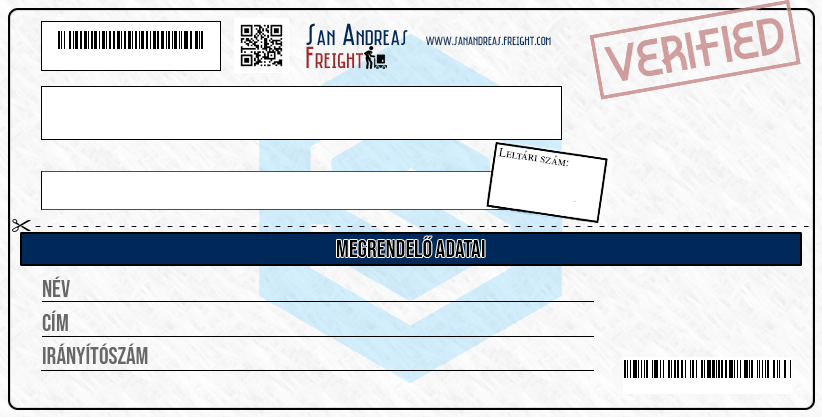 San Andreas
Freight
www.sanandreas.freight.com
VERIFIED
Leltári szám:
MEGRENDELŐ ADATAI
NÉV
CÍM
IRÁNYÍTÓSZÁM